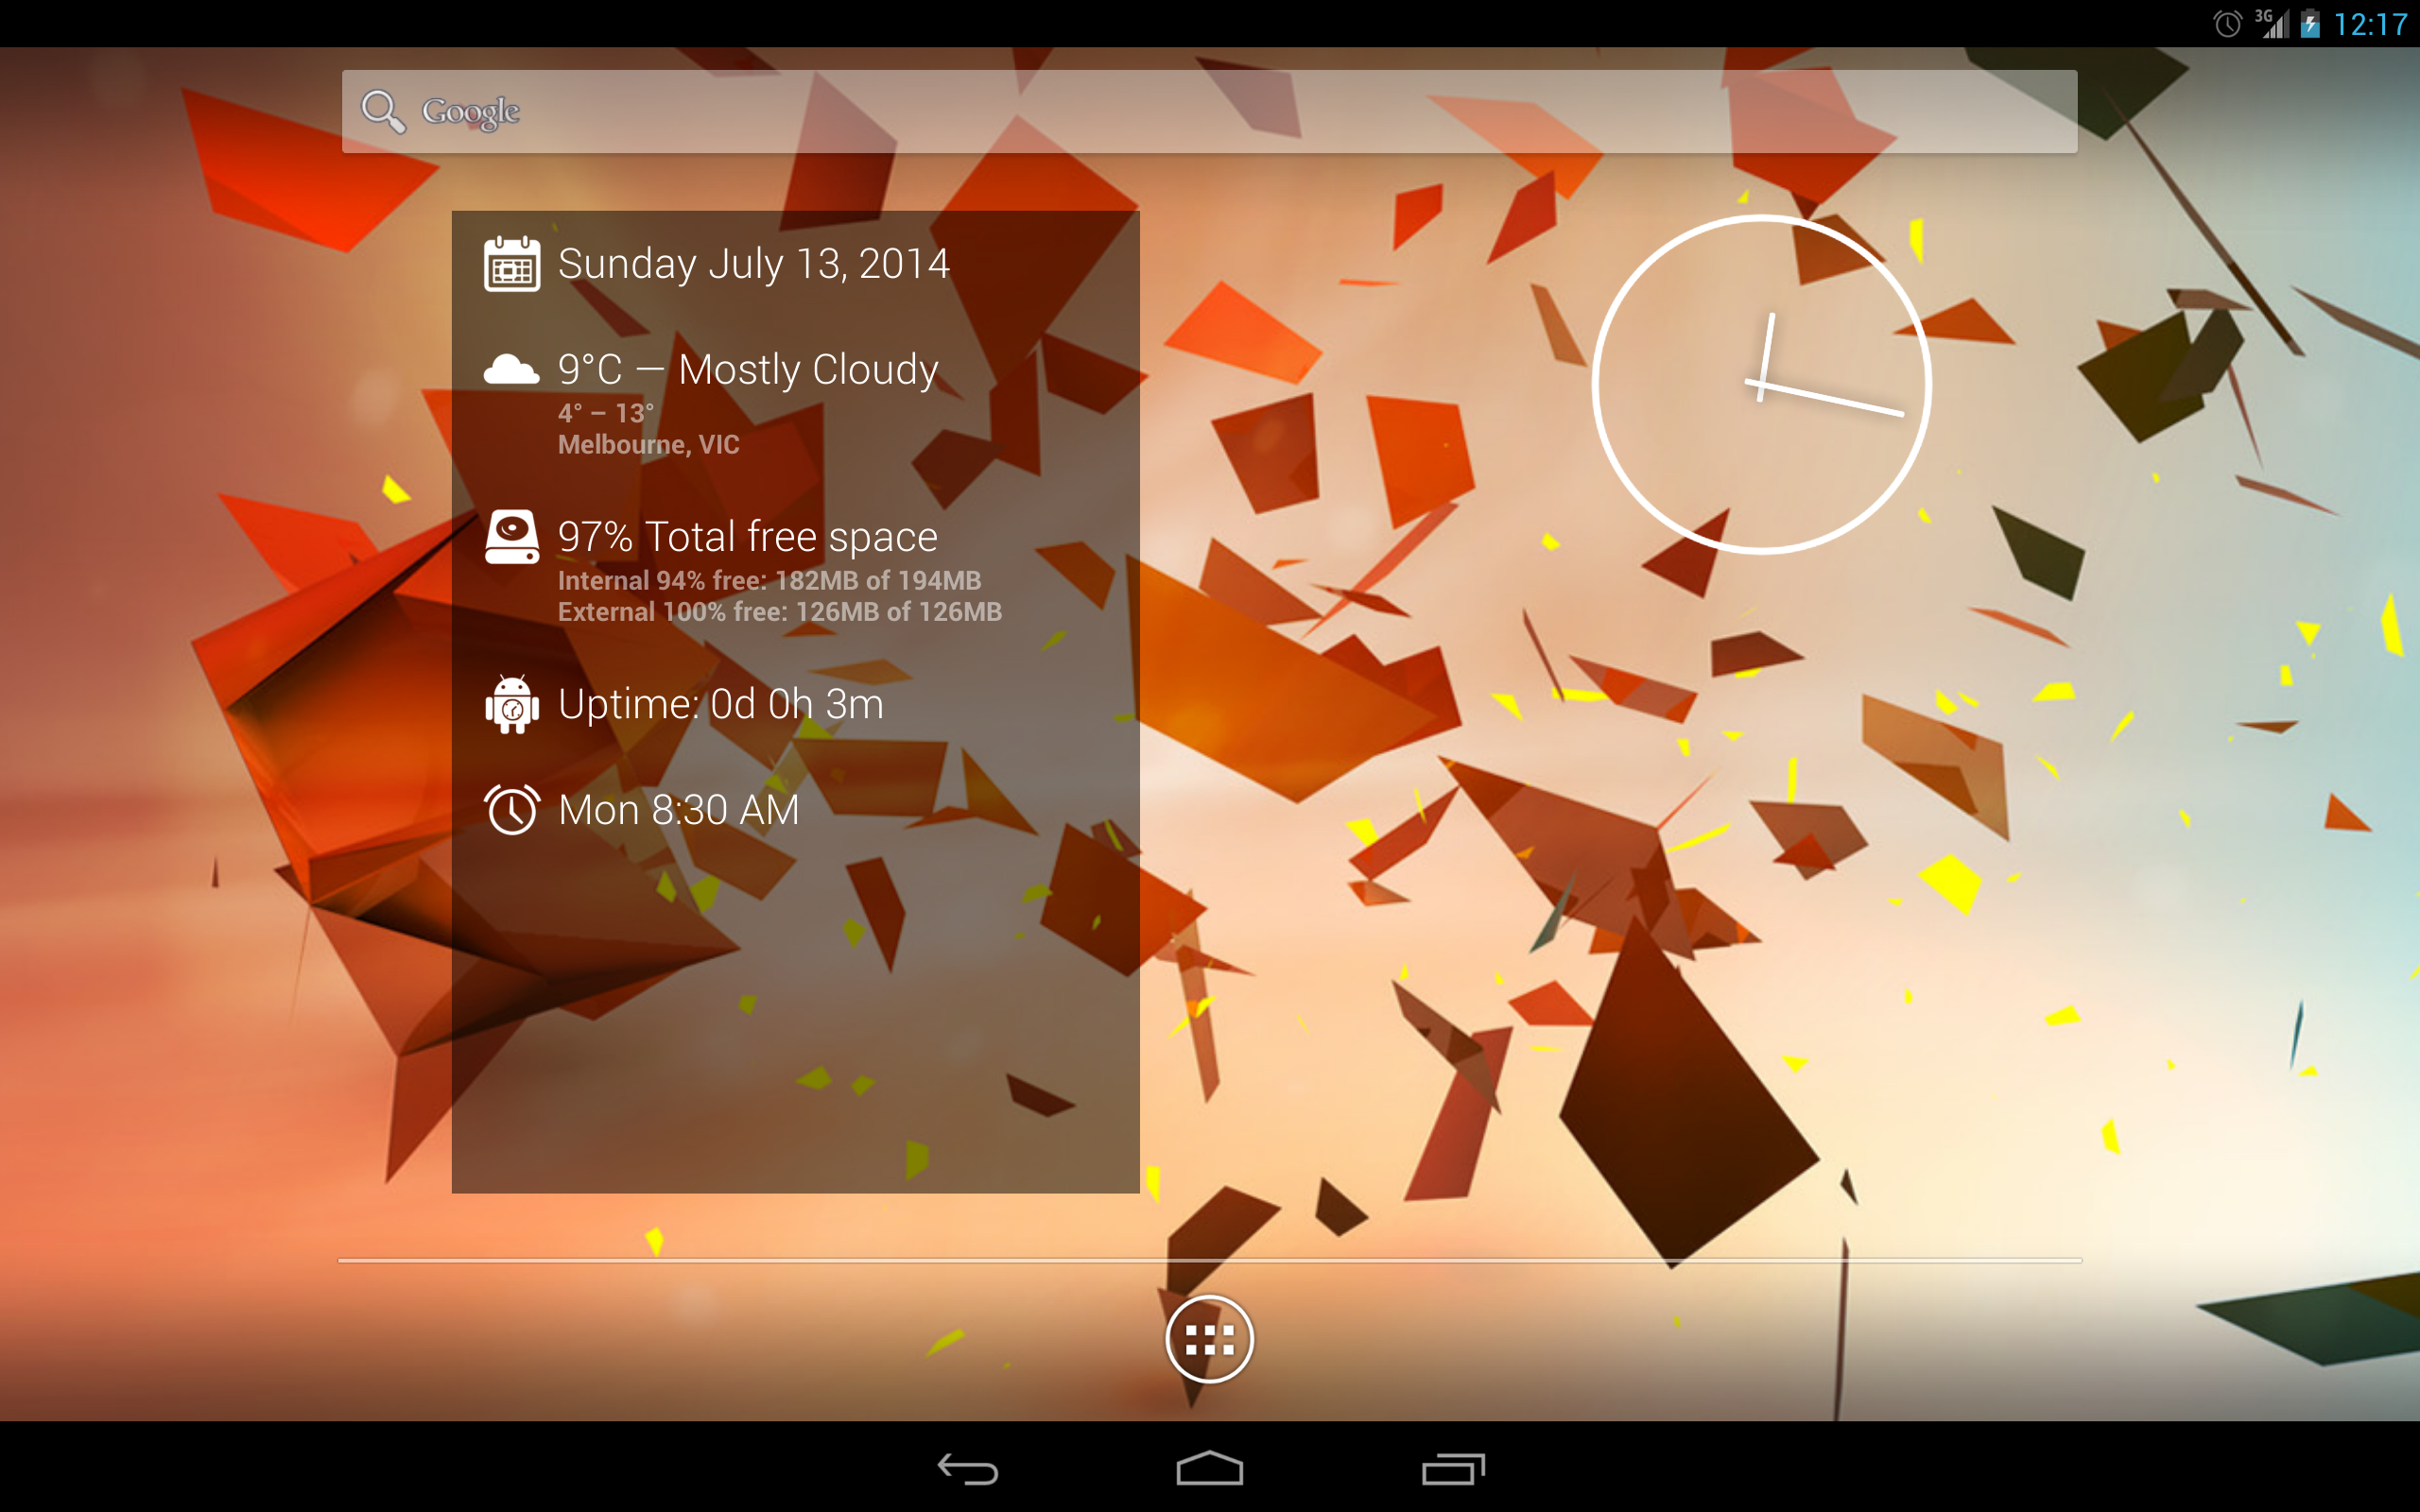 3G 12:17
Google
Sunday July 13, 2014
9°C — Mostly Cloudy
4° – 13°
Melbourne, VIC
97% Total free space
Internal 94% free: 182MB of 194MB
External 100% free: 126MB of 126MB
Uptime: 0d 0h 3m
Mon 8:30 AM